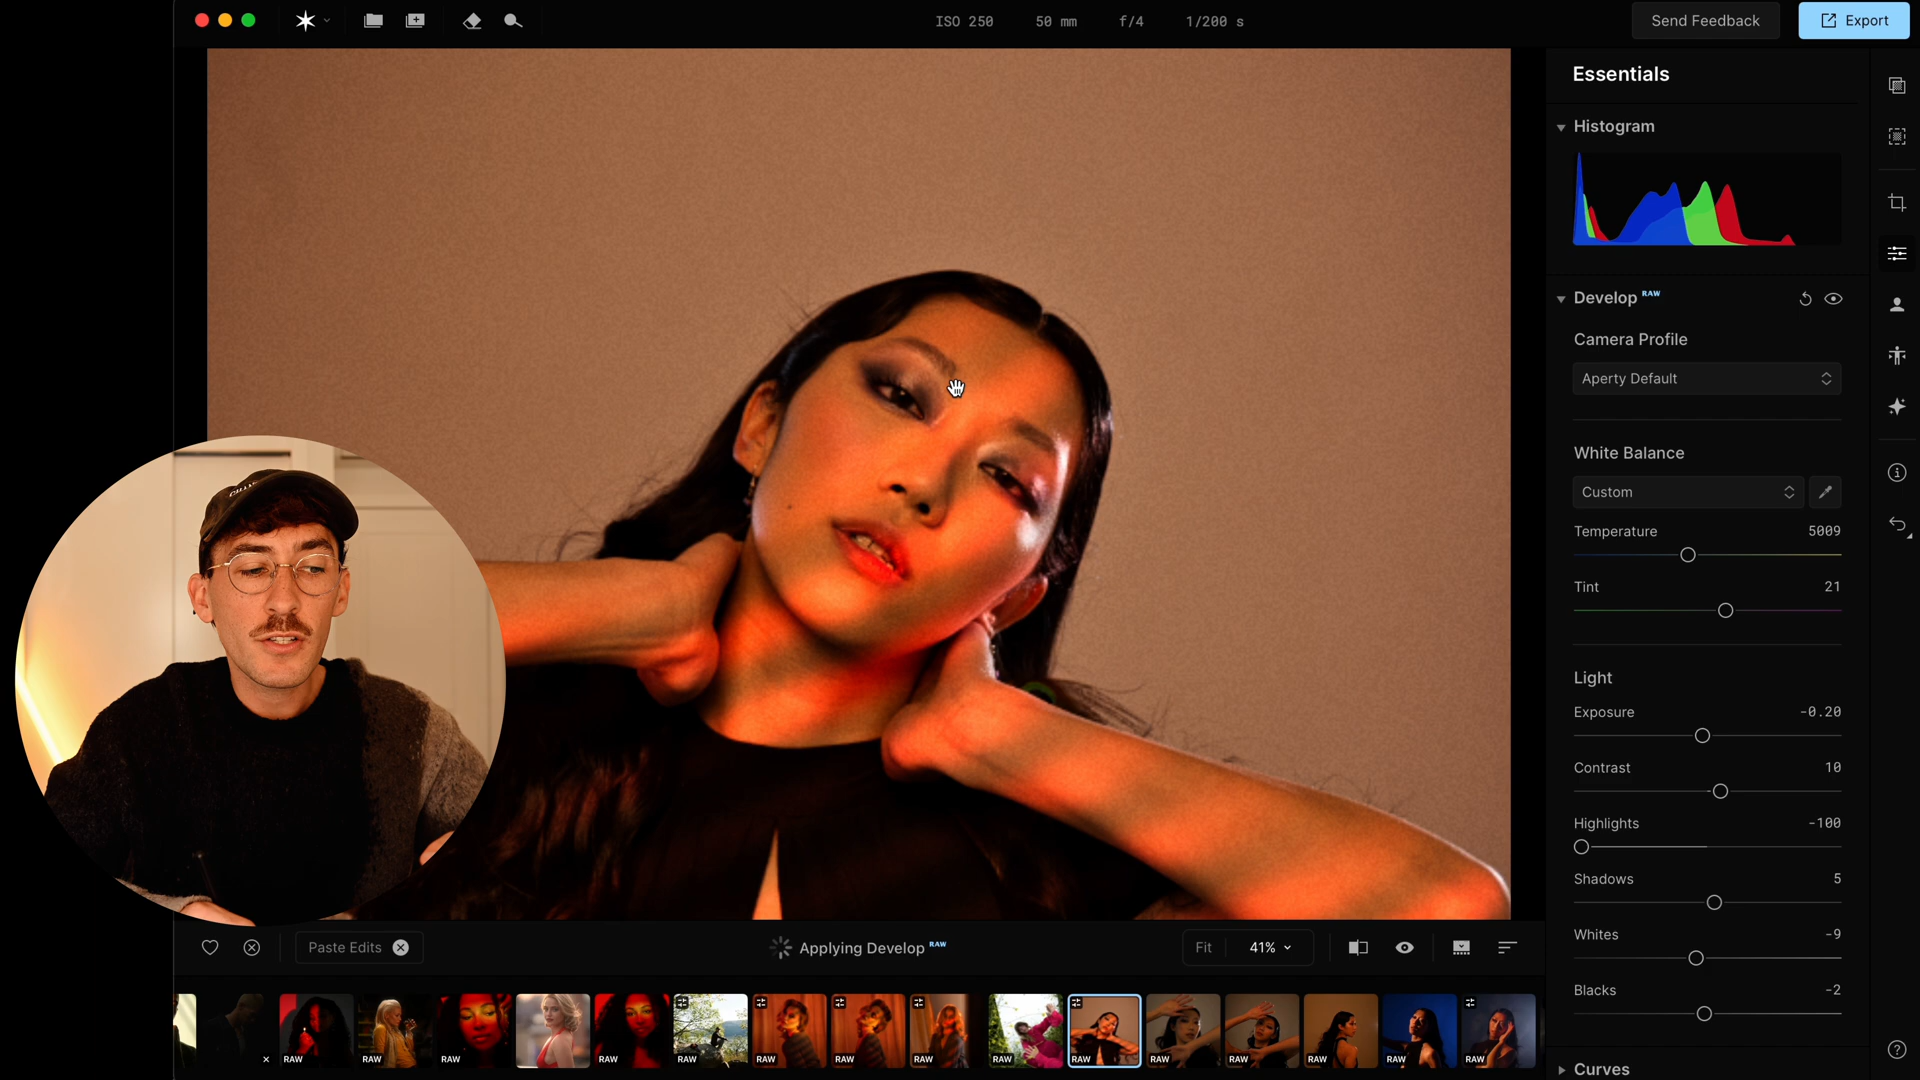 ISO 250 50 mm f/4 1/200 s
Send Feedback
Export
Essentials
Histogram
Develop RAW
Camera Profile
Aperty Default
White Balance
Custom
Temperature 5009
Tint 21
Light
Exposure -0.20
Contrast 10
Highlights -100
Shadows 5
Whites -9
Blacks -2
Curves
Paste Edits
Applying Develop RAW
Fit 41%
RAW RAW RAW RAW RAW RAW RAW RAW RAW RAW RAW RAW RAW RAW RAW